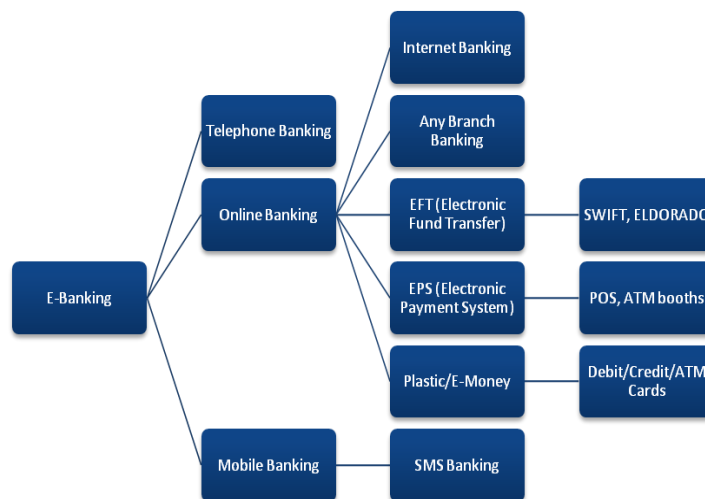 Internet Banking
Telephone Banking
Any Branch
Banking
Online Banking
EFT (Electronic
Fund Transfer)
SWIFT, ELDORADO
E-Banking
EPS (Electronic
Payment System)
POS, ATM booths
Plastic/E-Money
Debit/Credit/ATM
Cards
Mobile Banking
SMS Banking